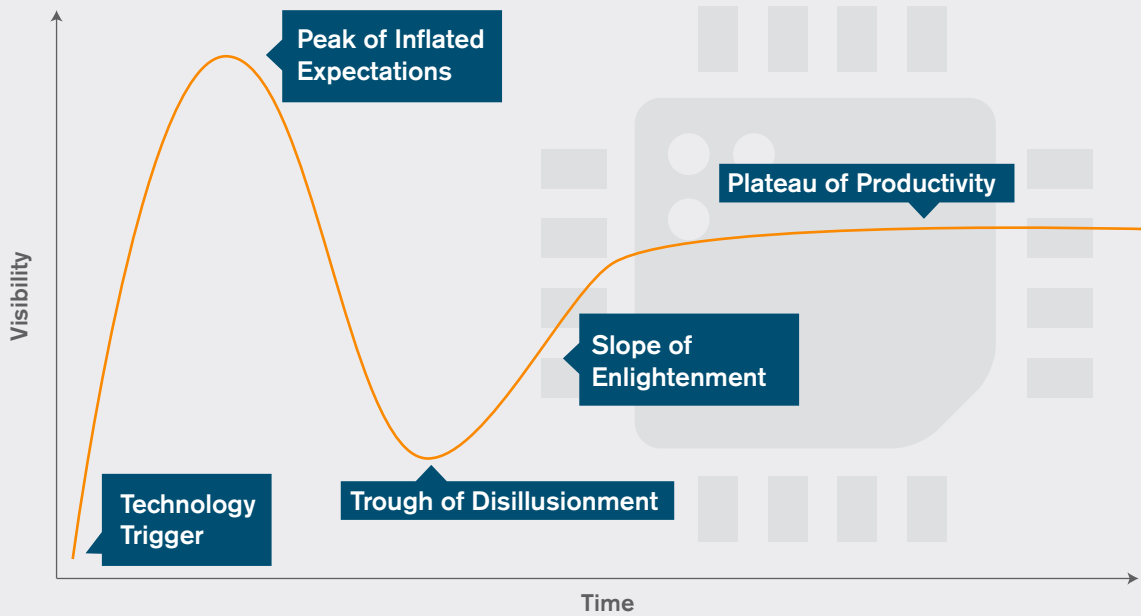 Peak of Inflated
Expectations
Plateau of Productivity
Visibility
Slope of
Enlightenment
Technology
Trigger
Trough of Disillusionment
Time